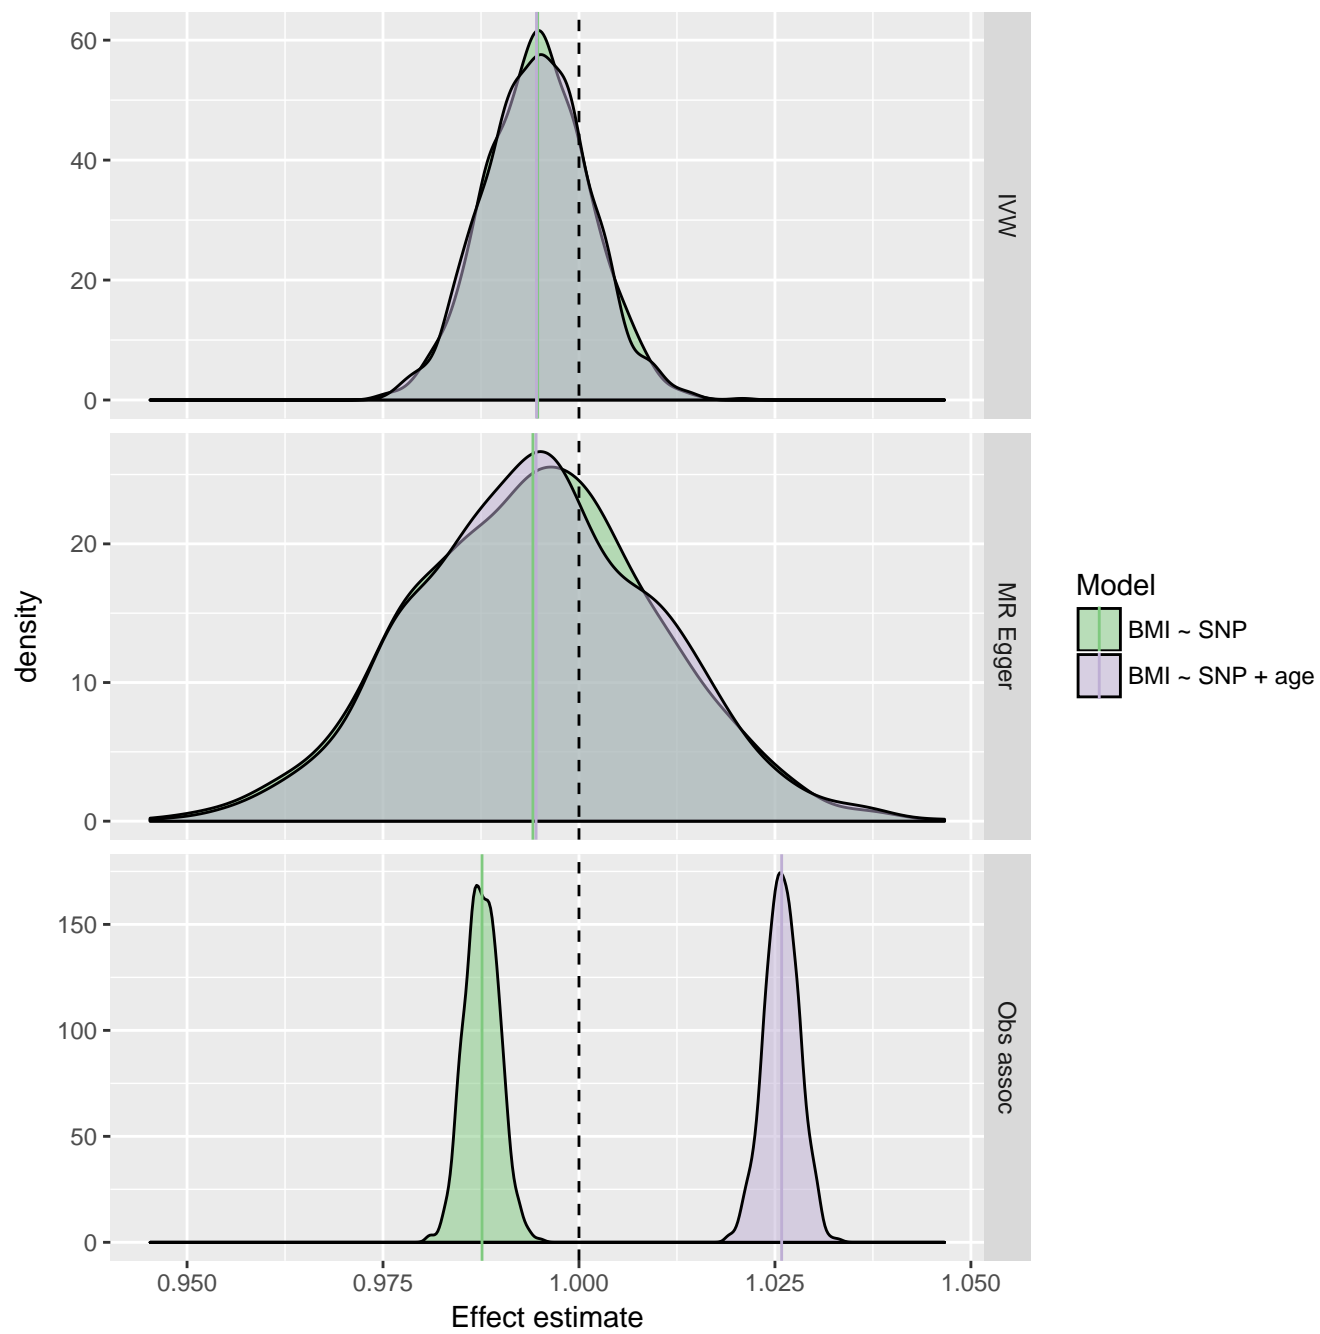 60
40
20
0
IVW
20
10
0
MR Egger
150
100
50
0
Obs assoc
0.950 0.975 1.000 1.025 1.050
Effect estimate
density
Model
BMI ~ SNP
BMI ~ SNP + age